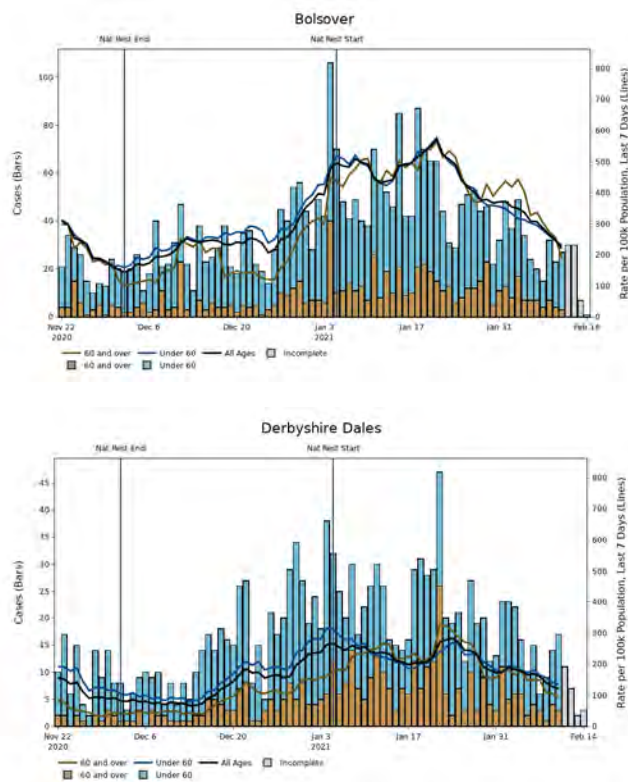 Bolsover
Nat Rest End
Nat Rest Start
100
80
60
40
20
0
Cases (Bars)
800
700
600
500
400
300
200
100
0
Rate per 100k Population, Last 7 Days (Lines)
Nov 22
2020
Dec 6
Dec 20
Jan 3
2021
Jan 17
Jan 31
Feb 14
60 and over
Under 60
All Ages
Incomplete
60 and over
Under 60
Derbyshire Dales
Nat Rest End
Nat Rest Start
45
40
35
30
25
20
15
10
5
0
Cases (Bars)
800
700
600
500
400
300
200
100
0
Rate per 100k Population, Last 7 Days (Lines)
Nov 22
2020
Dec 6
Dec 20
Jan 3
2021
Jan 17
Jan 31
Feb 14
60 and over
Under 60
All Ages
Incomplete
60 and over
Under 60